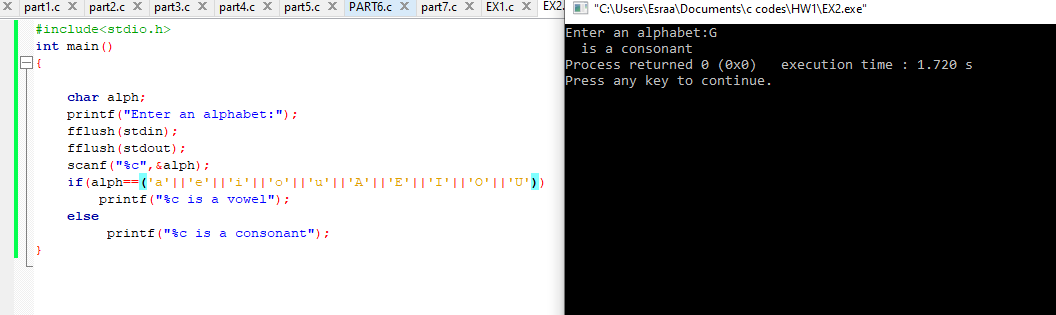 part1.c part2.c part3.c part4.c part5.c PART6.c part7.c EX1.c EX2.
#include<stdio.h>
int main()
{
char alph;
printf("Enter an alphabet:");
fflush(stdin);
fflush(stdout);
scanf("%c",&alph);
if(alph==('a'||'e'||'i'||'o'||'u'||'A'||'E'||'I'||'O'||'U'))
printf("%c is a vowel");
else
printf("%c is a consonant");
}
"C:\Users\Esraa\Documents\c codes\HW1\EX2.exe"
Enter an alphabet:G
is a consonant
Process returned 0 (0x0)   execution time : 1.720 s
Press any key to continue.